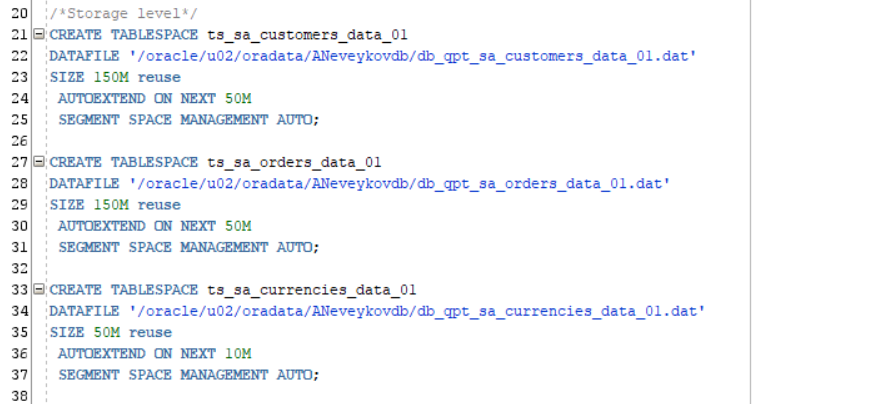 20 /*Storage level*/
21 CREATE TABLESPACE ts_sa_customers_data_01
22 DATAFILE '/oracle/u02/oradata/ANeveykovdb/db_qpt_sa_customers_data_01.dat'
23 SIZE 150M reuse
24 AUTOEXTEND ON NEXT 50M
25 SEGMENT SPACE MANAGEMENT AUTO;
26
27 CREATE TABLESPACE ts_sa_orders_data_01
28 DATAFILE '/oracle/u02/oradata/ANeveykovdb/db_qpt_sa_orders_data_01.dat'
29 SIZE 150M reuse
30 AUTOEXTEND ON NEXT 50M
31 SEGMENT SPACE MANAGEMENT AUTO;
32
33 CREATE TABLESPACE ts_sa_currencies_data_01
34 DATAFILE '/oracle/u02/oradata/ANeveykovdb/db_qpt_sa_currencies_data_01.dat'
35 SIZE 50M reuse
36 AUTOEXTEND ON NEXT 10M
37 SEGMENT SPACE MANAGEMENT AUTO;
38